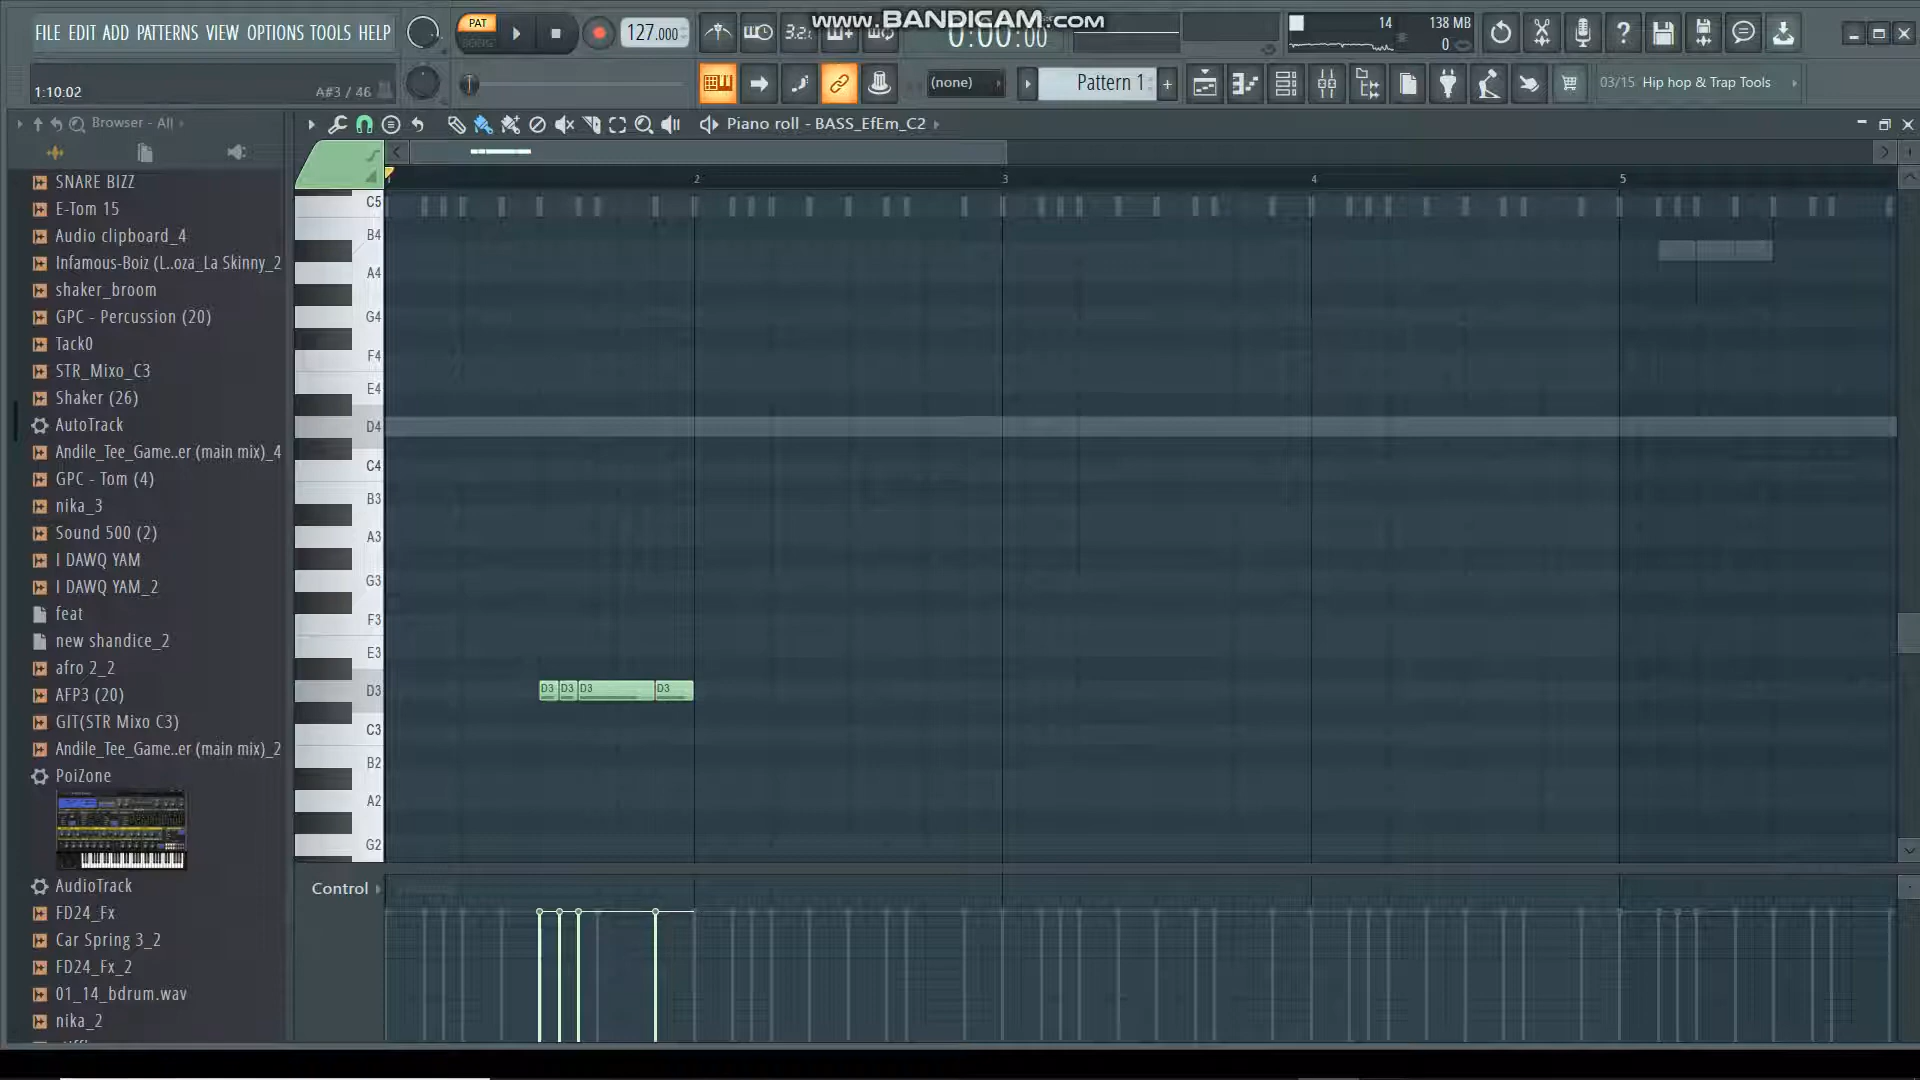 FILE EDIT ADD PATTERNS VIEW OPTIONS TOOLS HELP
PAT
SONG
127.000
3.2
www.BANDICAM.com
0:00:00
14
138 MB
0
1:10:02
A#3 / 46
(none)
Pattern 1
+
03/15 Hip hop & Trap Tools
Browser - All
Piano roll - BASS_EfEm_C2
SNARE BIZZ
E-Tom 15
Audio clipboard_4
Infamous-Boiz (L..oza_La Skinny_2
shaker_broom
GPC - Percussion (20)
Tack0
STR_Mixo_C3
Shaker (26)
AutoTrack
Andile_Tee_Game..er (main mix)_4
GPC - Tom (4)
nika_3
Sound 500 (2)
I DAWQ YAM
I DAWQ YAM_2
feat
new shandice_2
afro 2_2
AFP3 (20)
GIT(STR Mixo C3)
Andile_Tee_Game..er (main mix)_2
PoiZone
AudioTrack
FD24_Fx
Car Spring 3_2
FD24_Fx_2
01_14_bdrum.wav
nika_2
2
3
4
5
C5
B4
A4
G4
F4
E4
D4
C4
B3
A3
G3
F3
E3
D3
C3
B2
A2
G2
D3 D3 D3 D3
Control